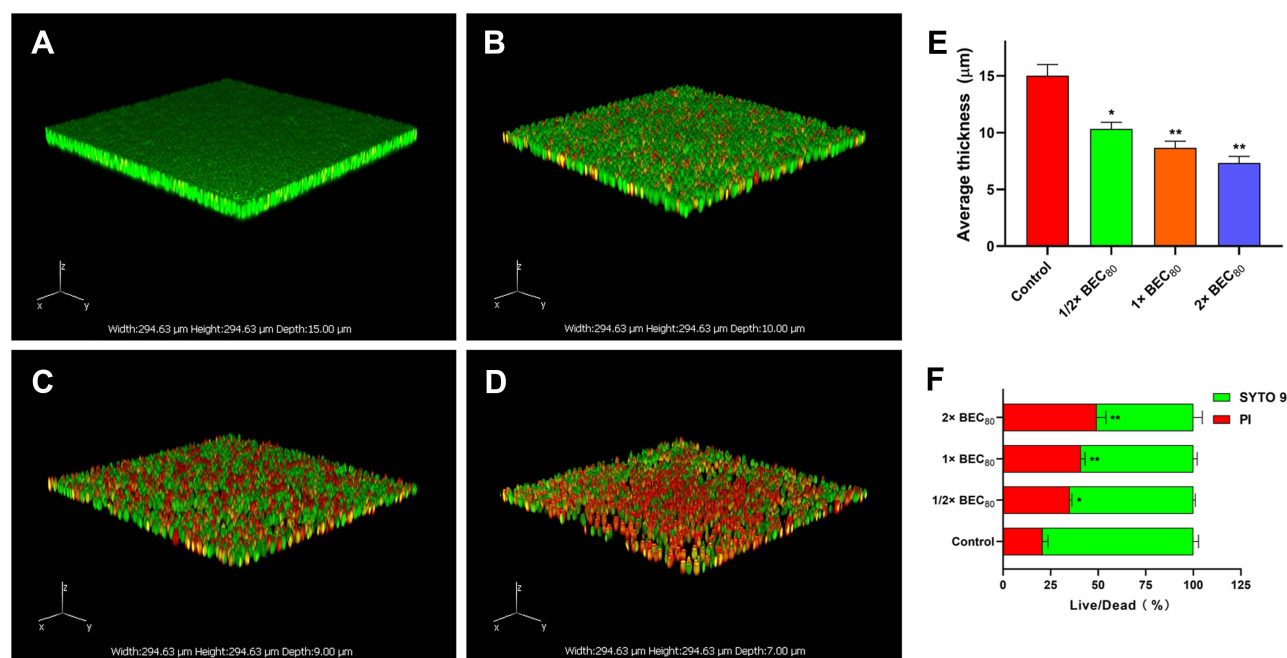 A
z
x
y
Width:294.63 µm Height:294.63 µm Depth:15.00 µm
B
z
x
y
Width:294.63 µm Height:294.63 µm Depth:10.00 µm
C
z
x
y
Width:294.63 µm Height:294.63 µm Depth:9.00 µm
D
z
x
y
Width:294.63 µm Height:294.63 µm Depth:7.00 µm
E
Average thickness (μm)
15
10
5
0
*
**
**
Control
1/2× BEC₈₀
1× BEC₈₀
2× BEC₈₀
F
SYTO 9
PI
2× BEC₈₀
**
1× BEC₈₀
**
1/2× BEC₈₀
*
Control
0
25
50
75
100
125
Live/Dead（%）